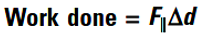 Work done = F∥Δd